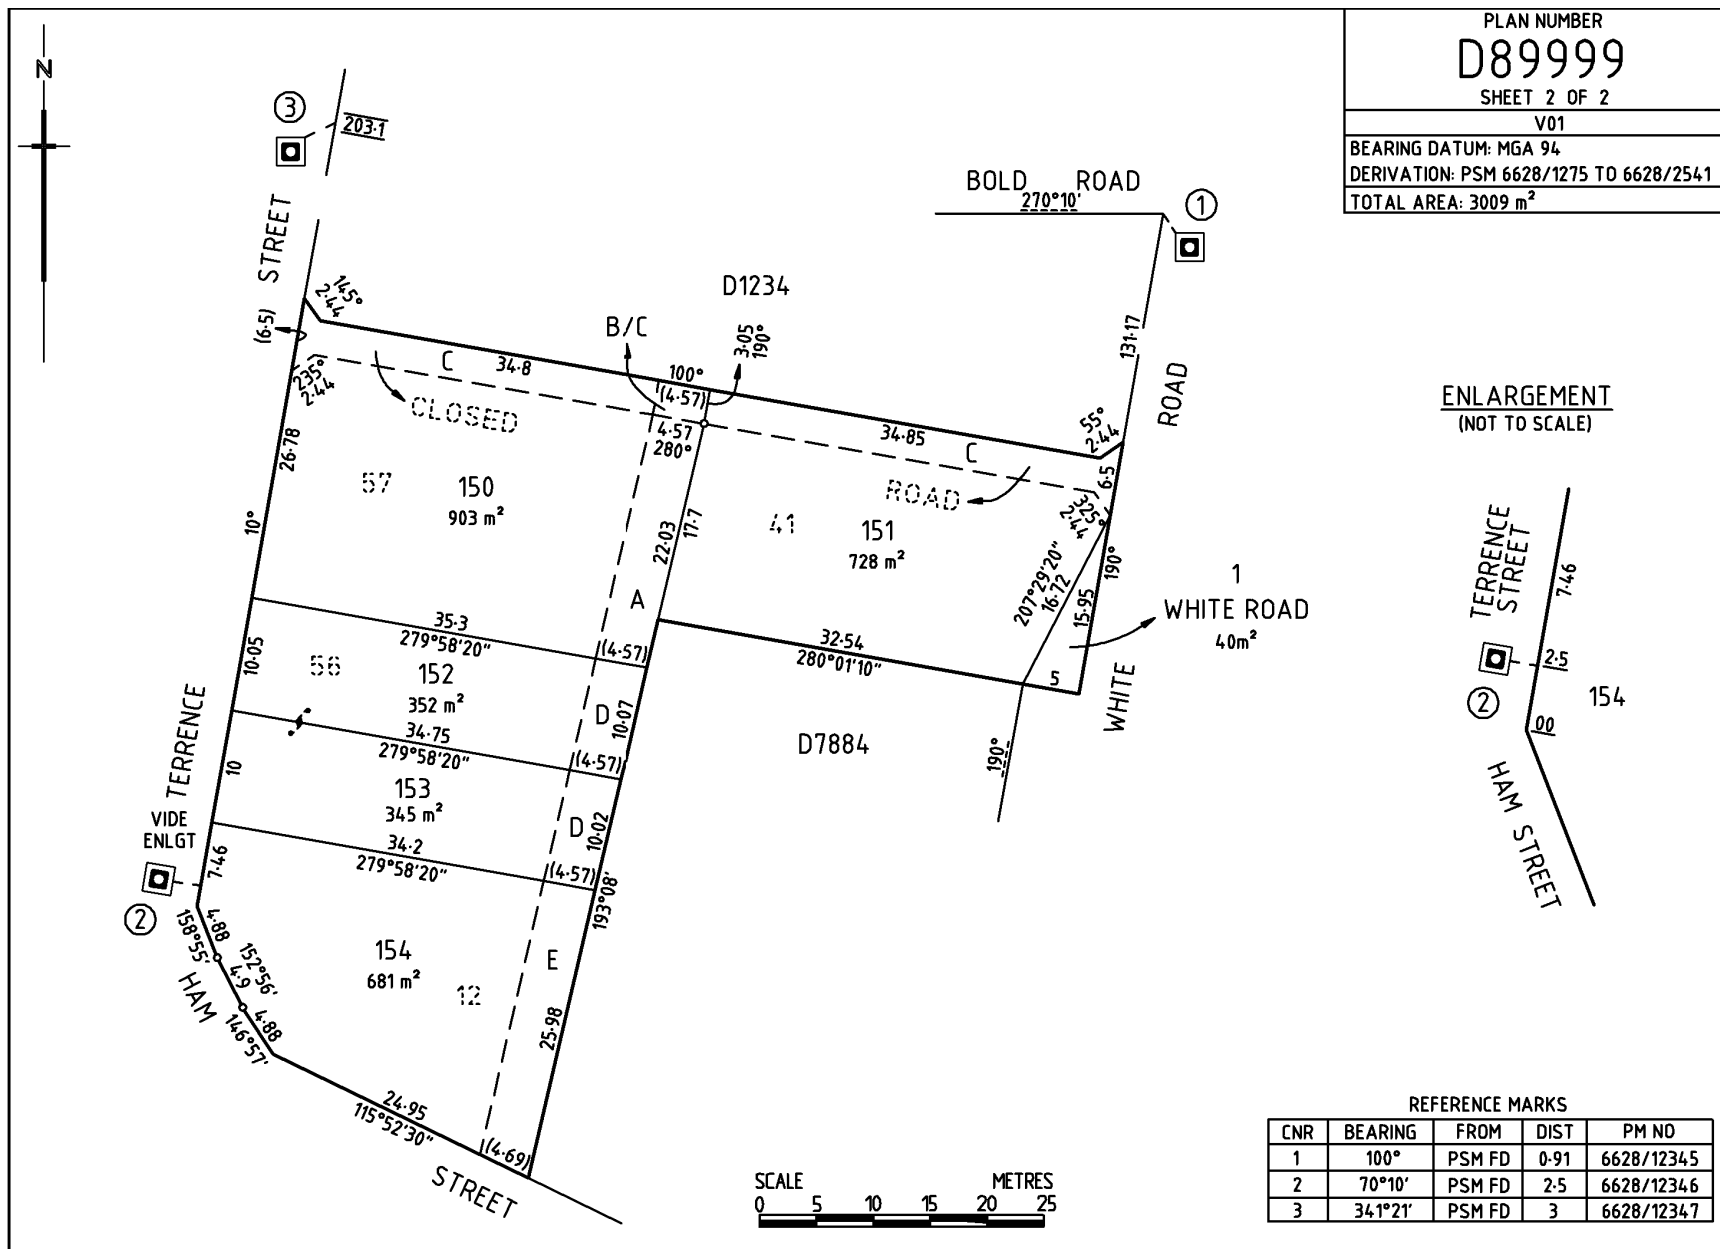 PLAN NUMBER
D89999
SHEET 2 OF 2
V01
BEARING DATUM: MGA 94
DERIVATION: PSM 6628/1275 TO 6628/2541
TOTAL AREA: 3009 m²
N
3
203·1
STREET
(6·5)
145°
2·44
BOLD ROAD
270°10'
1
D1234
B/C
3·05
190°
131·17
ROAD
C
34·8
100°
(4·57)
235°
2·44
CLOSED
4·57
280°
34·85
C
55°
2·44
6·5
ROAD
325°
2·44
26·78
10°
57
150
903 m²
22·03
17·7
41
151
728 m²
207°29'20"
16·72
190°
15·95
1
WHITE ROAD
40m²
A
35·3
279°58'20"
(4·57)
32·54
280°01'10"
5
WHITE
10·05
56
152
352 m²
D
10·07
D7884
190°
TERRENCE
34·75
279°58'20"
(4·57)
10
153
345 m²
D
10·02
VIDE
ENLGT
34·2
279°58'20"
(4·57)
7·46
193°08'
2
4·88
158°55'
152°56'
4·9
HAM
4·88
146°57'
154
681 m²
12
E
25·98
24·95
115°52'30"
(4·69)
STREET
ENLARGEMENT
(NOT TO SCALE)
TERRENCE
STREET
7·46
2·5
2
154
00
HAM STREET
SCALE METRES
0 5 10 15 20 25
REFERENCE MARKS
CNR BEARING FROM DIST PM NO
1 100° PSM FD 0·91 6628/12345
2 70°10' PSM FD 2·5 6628/12346
3 341°21' PSM FD 3 6628/12347